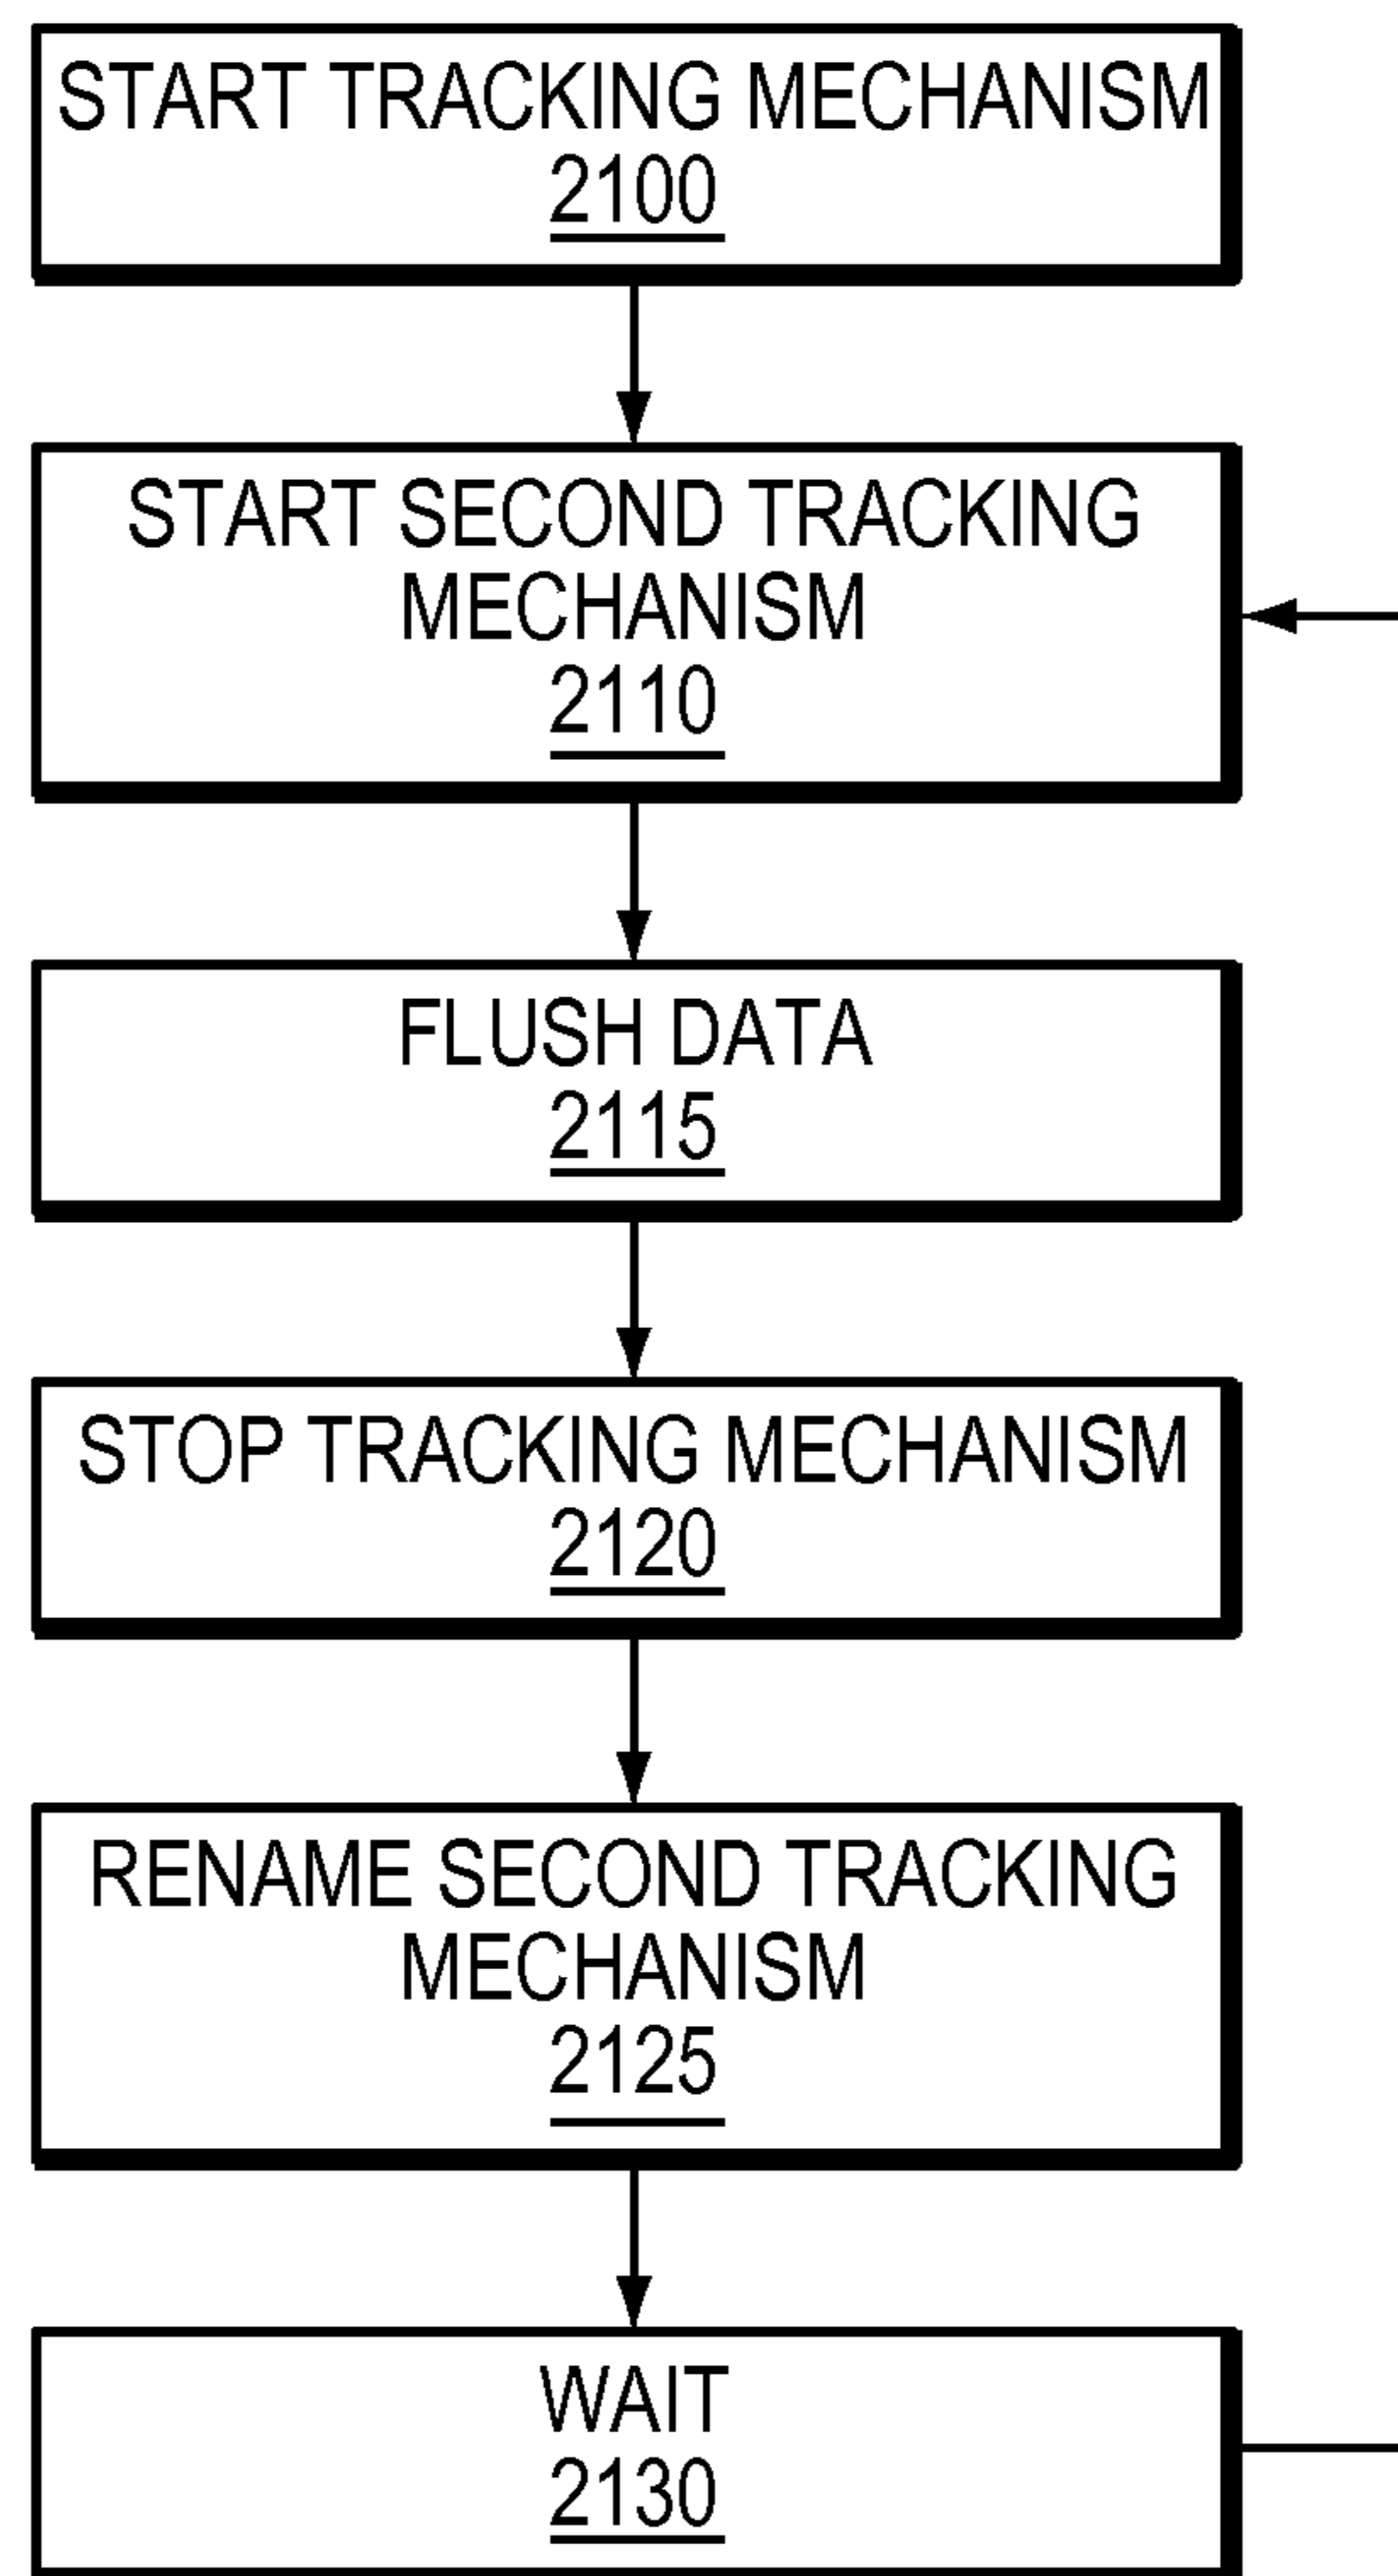 START TRACKING MECHANISM
2100
START SECOND TRACKING
MECHANISM
2110
FLUSH DATA
2115
STOP TRACKING MECHANISM
2120
RENAME SECOND TRACKING
MECHANISM
2125
WAIT
2130